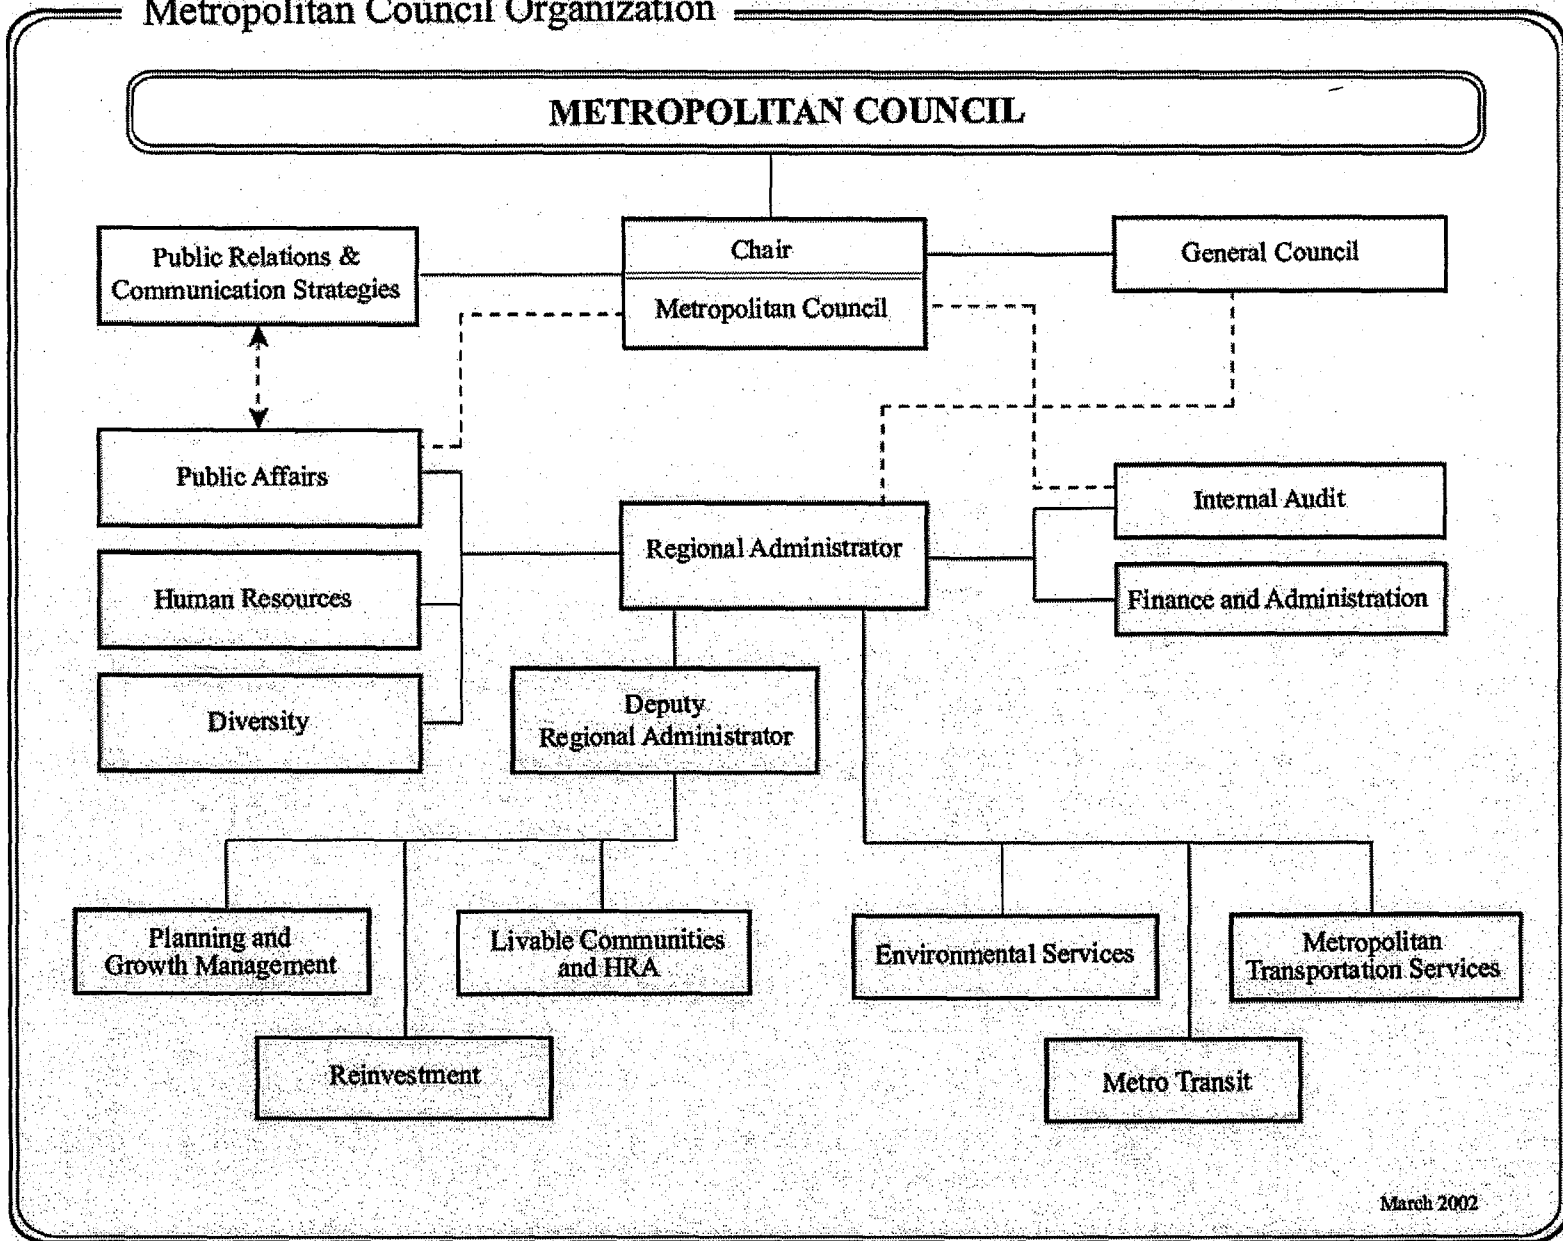 Metropolitan Council Organization
METROPOLITAN COUNCIL
Public Relations &
Communication Strategies
Chair
Metropolitan Council
General Council
Public Affairs
Human Resources
Diversity
Regional Administrator
Internal Audit
Finance and Administration
Deputy
Regional Administrator
Planning and
Growth Management
Livable Communities
and HRA
Environmental Services
Metropolitan
Transportation Services
Reinvestment
Metro Transit
March 2002